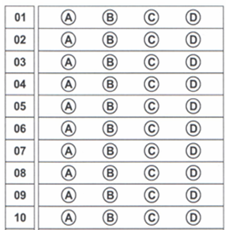 01 A B C D
02 A B C D
03 A B C D
04 A B C D
05 A B C D
06 A B C D
07 A B C D
08 A B C D
09 A B C D
10 A B C D